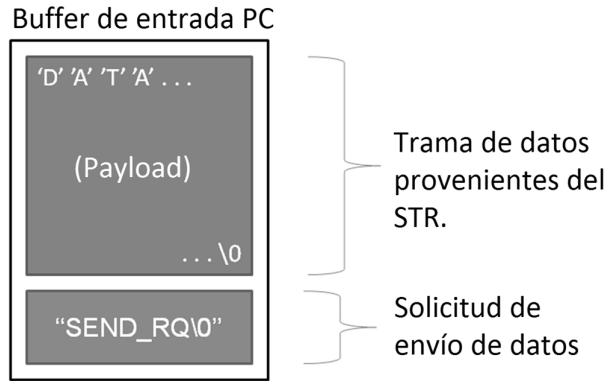 Buffer de entrada PC
‘D’ ’A’ ’T’ ’A’ . . .
(Payload)
. . . \0
Trama de datos
provenientes del
STR.
“SEND_RQ\0”
Solicitud de
envío de datos